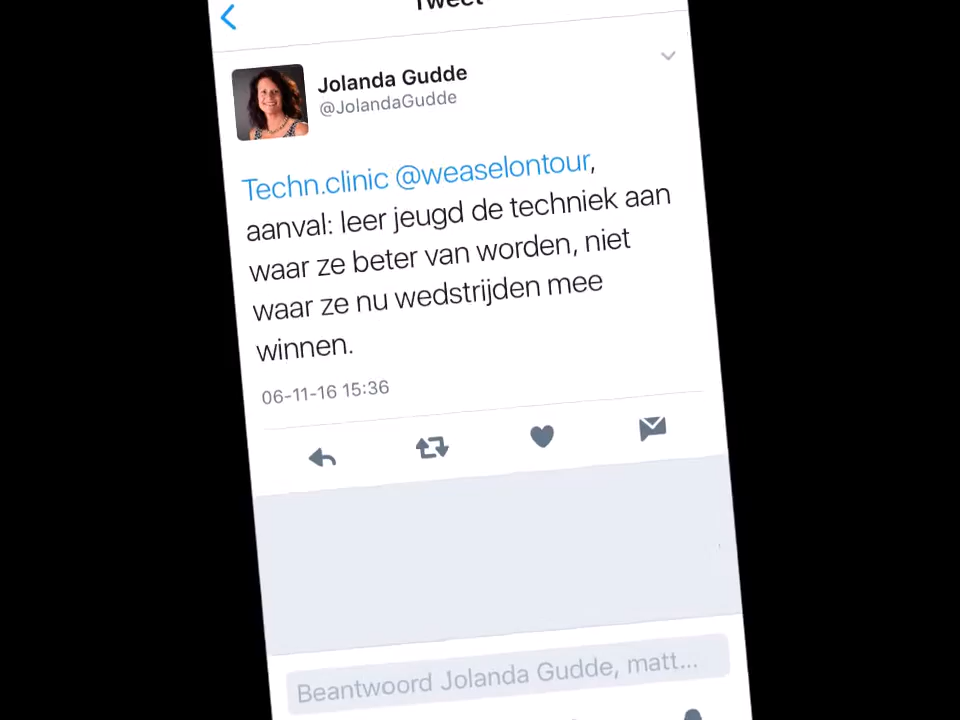 Tweet
Jolanda Gudde
@JolandaGudde
Techn.clinic @weaselontour,
aanval: leer jeugd de techniek aan
waar ze beter van worden, niet
waar ze nu wedstrijden mee
winnen.
06-11-16 15:36
Beantwoord Jolanda Gudde, matt...